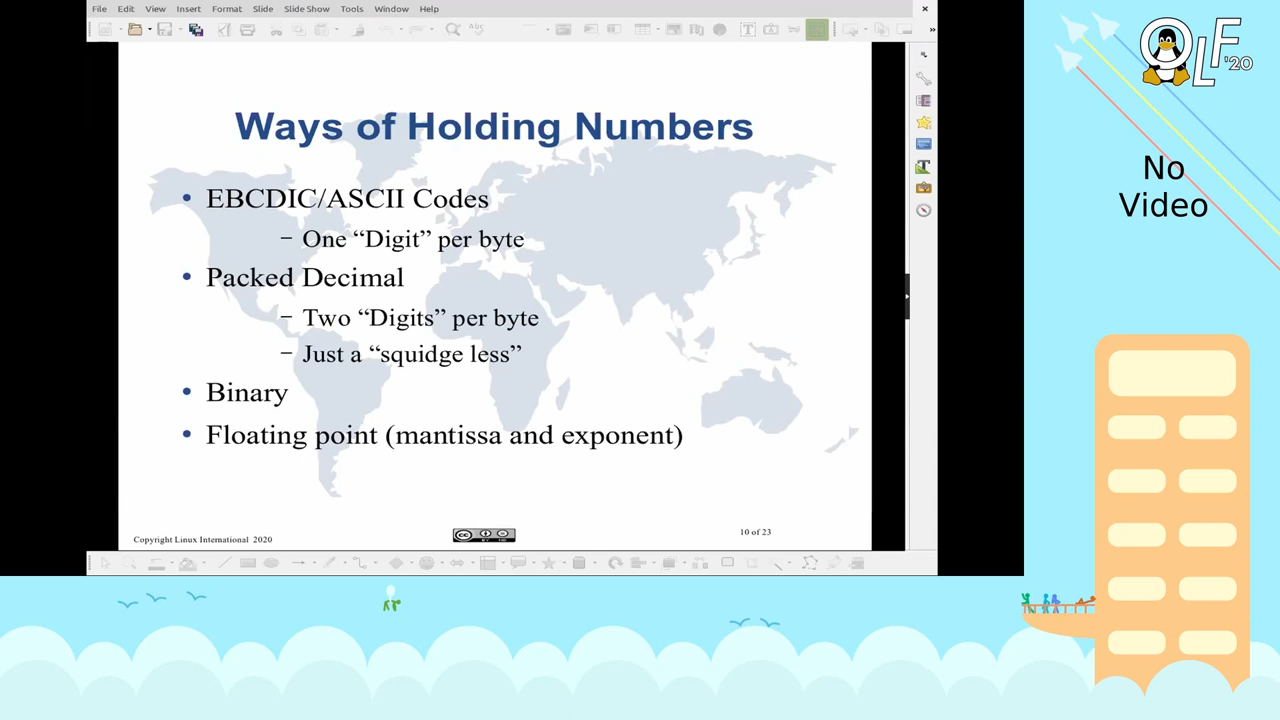 File Edit View Insert Format Slide Slide Show Tools Window Help
Ways of Holding Numbers
• EBCDIC/ASCII Codes
– One “Digit” per byte
• Packed Decimal
– Two “Digits” per byte
– Just a “squidge less”
• Binary
• Floating point (mantissa and exponent)
Copyright Linux International 2020
10 of 23
OLF '20
No
Video